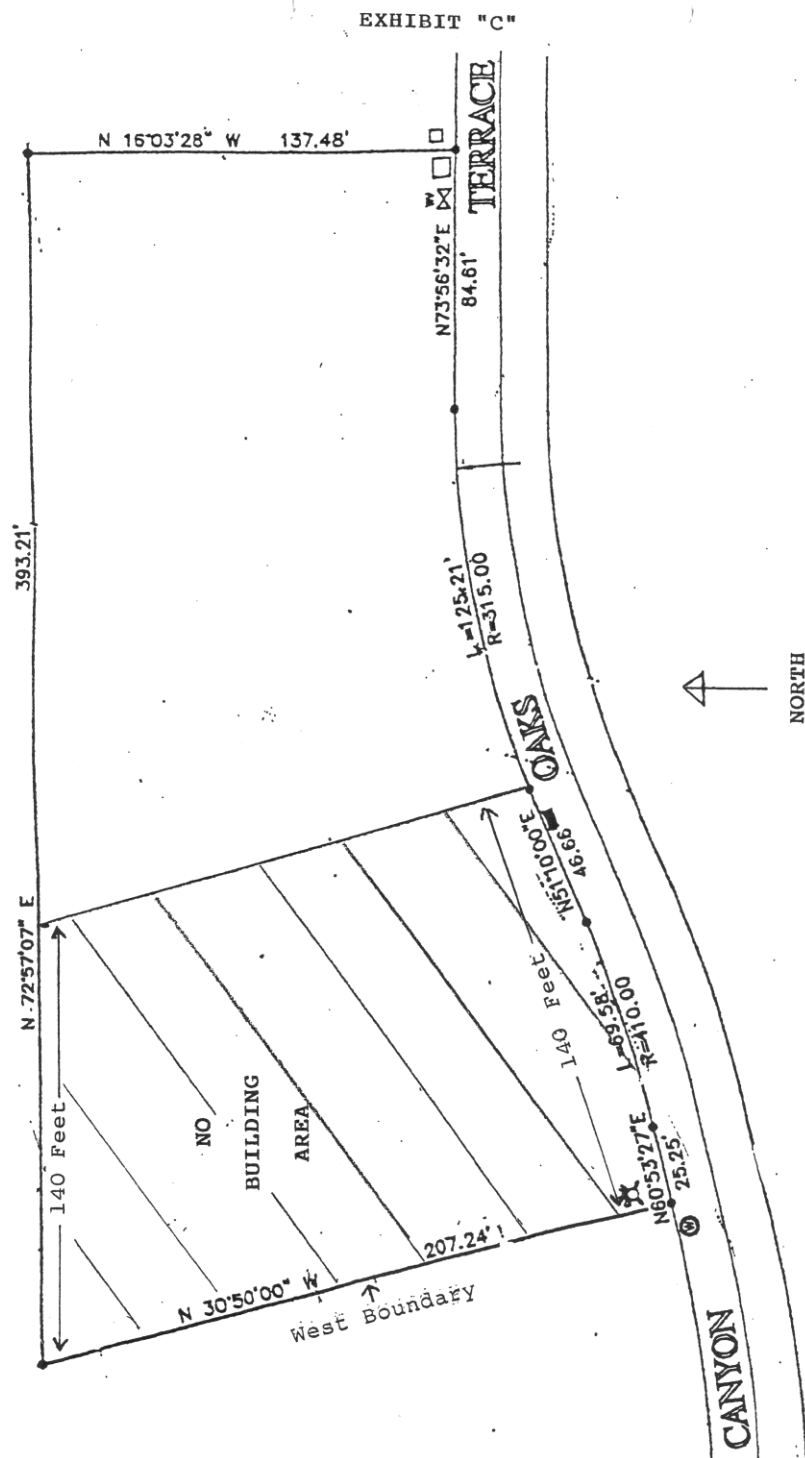 EXHIBIT "C"
N 16°03'28" W 137.48'
W
N73°56'32"E
84.61'
TERRACE
393.21'
L=125.21'
R=315.00
N 72°57'07" E
OAKS
N51°10'00"E
46.66
NORTH
140 Feet
NO
BUILDING
AREA
140 Feet
L=69.58'
R=410.00
N60°53'27"E
25.25'
W
N 30°50'00" W 207.24'
West Boundary
CANYON